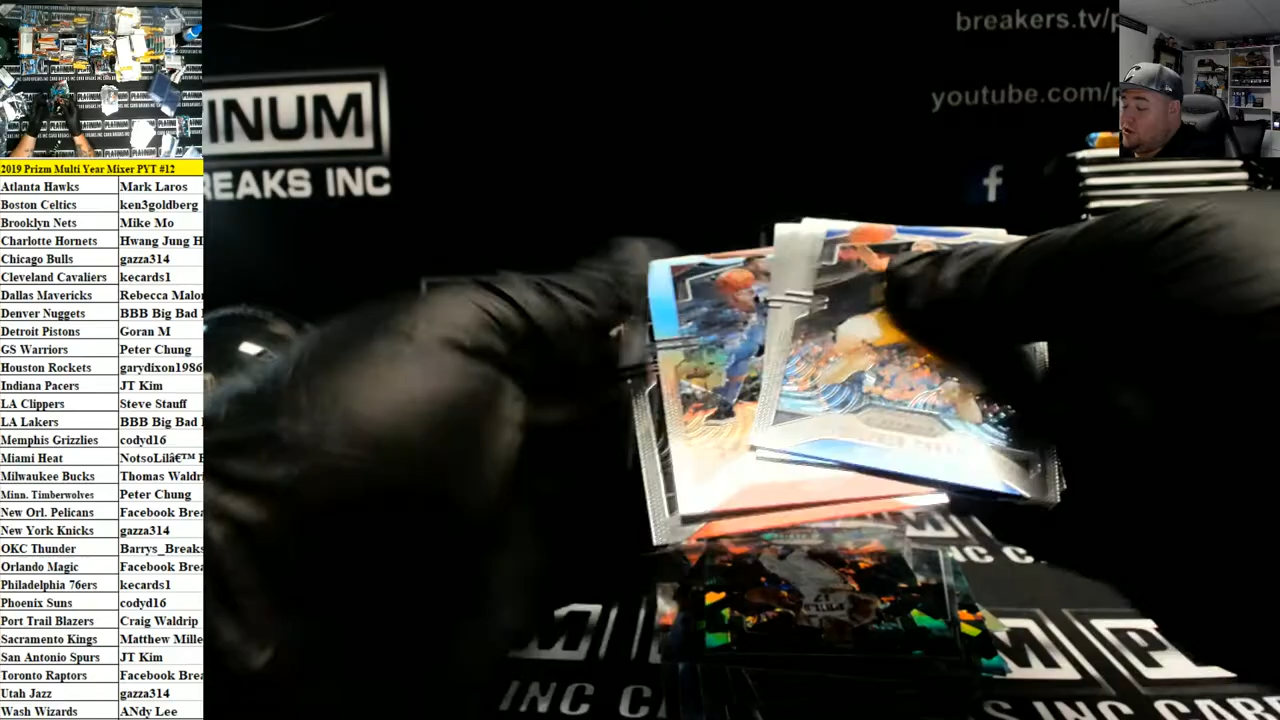 breakers.tv/p
youtube.com/p
f
INUM
REAKS INC
2019 Prizm Multi Year Mixer PYT #12
Atlanta Hawks Mark Laros
Boston Celtics ken3goldberg
Brooklyn Nets Mike Mo
Charlotte Hornets Hwang Jung H
Chicago Bulls gazza314
Cleveland Cavaliers kecards1
Dallas Mavericks Rebecca Malo
Denver Nuggets BBB Big Bad
Detroit Pistons Goran M
GS Warriors Peter Chung
Houston Rockets garydixon1986
Indiana Pacers JT Kim
LA Clippers Steve Stauff
LA Lakers BBB Big Bad
Memphis Grizzlies codyd16
Miami Heat NotsoLilâ€™
Milwaukee Bucks Thomas Waldr
Minn. Timberwolves Peter Chung
New Orl. Pelicans Facebook Brea
New York Knicks gazza314
OKC Thunder Barrys_Breaks
Orlando Magic Facebook Brea
Philadelphia 76ers kecards1
Phoenix Suns codyd16
Port Trail Blazers Craig Waldrip
Sacramento Kings Matthew Mille
San Antonio Spurs JT Kim
Toronto Raptors Facebook Brea
Utah Jazz gazza314
Wash Wizards ANdy Lee
INC C